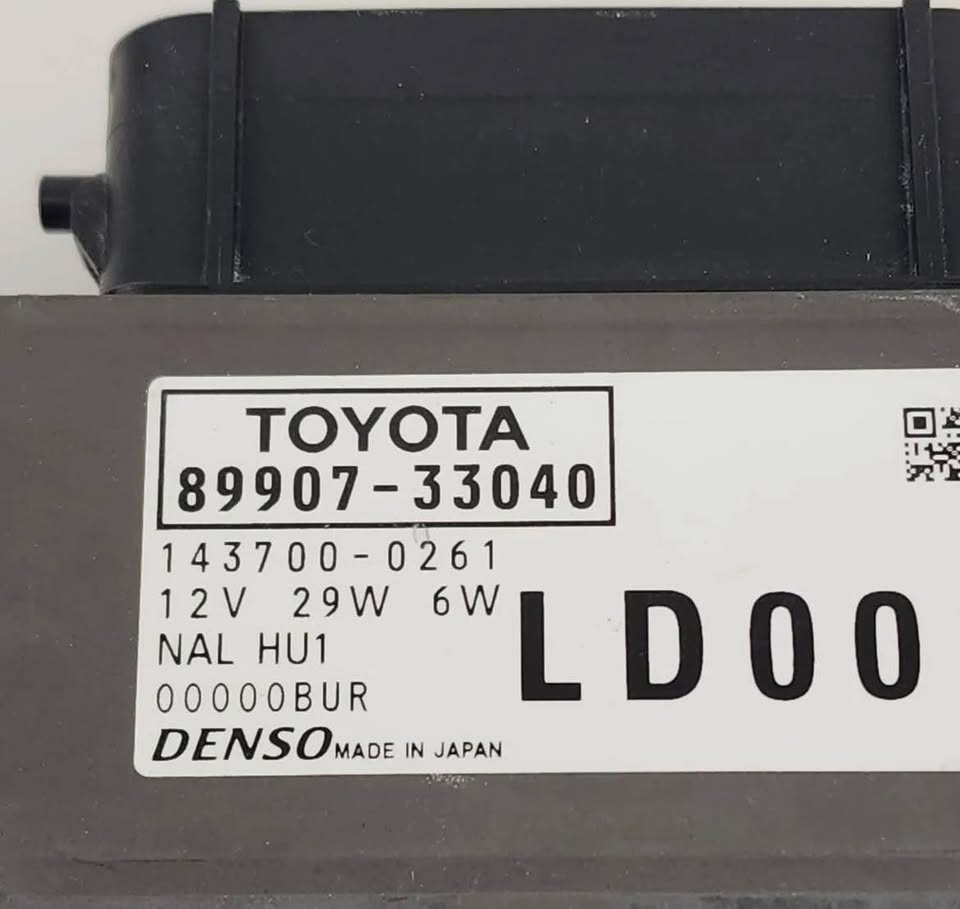 TOYOTA
89907-33040
143700-0261
12V 29W 6W
NAL HU1
LD00
00000BUR
DENSO MADE IN JAPAN